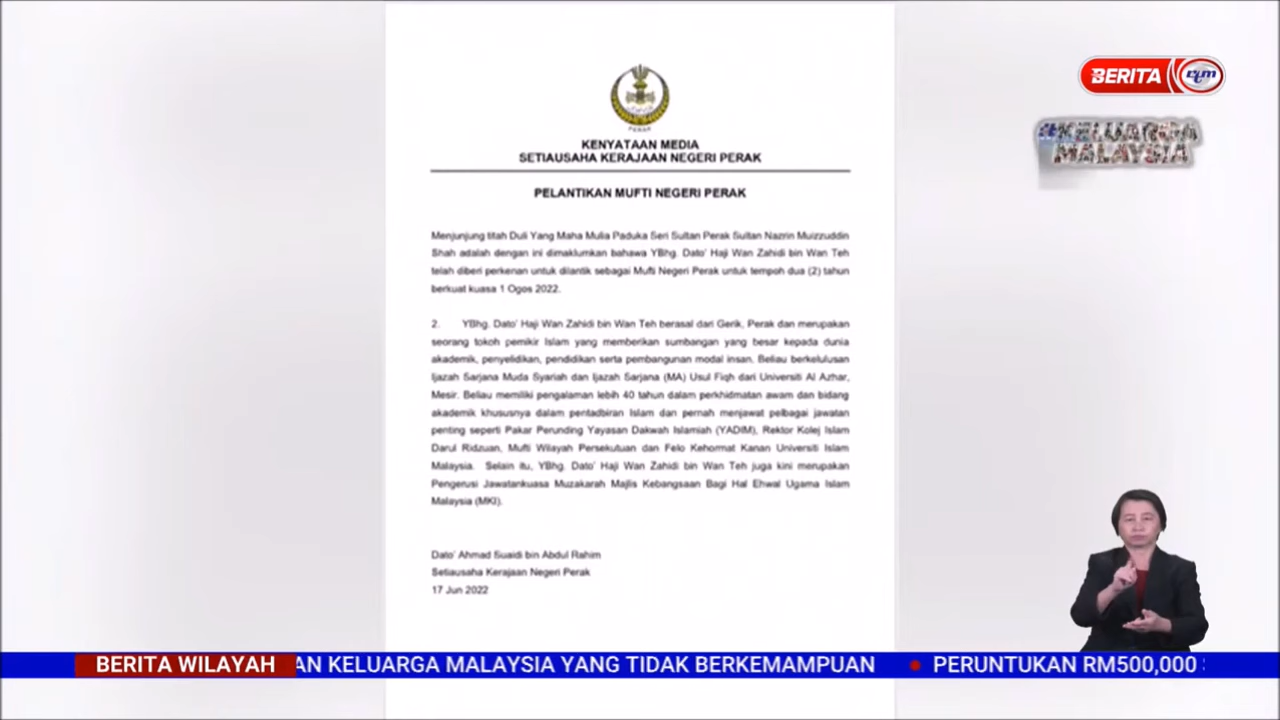 BERITA rtm
#KELUARGA
MALAYSIA
PERAK
KENYATAAN MEDIA
SETIAUSAHA KERAJAAN NEGERI PERAK
PELANTIKAN MUFTI NEGERI PERAK
Menjunjung titah Duli Yang Maha Mulia Paduka Seri Sultan Perak Sultan Nazrin Muizzuddin
Shah adalah dengan ini dimaklumkan bahawa YBhg. Dato' Haji Wan Zahidi bin Wan Teh
telah diberi perkenan untuk dilantik sebagai Mufti Negeri Perak untuk tempoh dua (2) tahun
berkuat kuasa 1 Ogos 2022.
2. YBhg. Dato' Haji Wan Zahidi bin Wan Teh berasal dari Gerik, Perak dan merupakan
seorang tokoh pemikir Islam yang memberikan sumbangan yang besar kepada dunia
akademik, penyelidikan, pendidikan serta pembangunan modal insan. Beliau berkelulusan
Ijazah Sarjana Muda Syariah dan Ijazah Sarjana (MA) Usul Fiqh dari Universiti Al Azhar,
Mesir. Beliau memiliki pengalaman lebih 40 tahun dalam perkhidmatan awam dan bidang
akademik khususnya dalam pentadbiran Islam dan pernah menjawat pelbagai jawatan
penting seperti Pakar Perunding Yayasan Dakwah Islamiah (YADIM), Rektor Kolej Islam
Darul Ridzuan, Mufti Wilayah Persekutuan dan Felo Kehormat Kanan Universiti Islam
Malaysia. Selain itu, YBhg. Dato' Haji Wan Zahidi bin Wan Teh juga kini merupakan
Pengerusi Jawatankuasa Muzakarah Majlis Kebangsaan Bagi Hal Ehwal Ugama Islam
Malaysia (MKI).
Dato' Ahmad Suaidi bin Abdul Rahim
Setiausaha Kerajaan Negeri Perak
17 Jun 2022
BERITA WILAYAH AN KELUARGA MALAYSIA YANG TIDAK BERKEMAMPUAN • PERUNTUKAN RM500,000